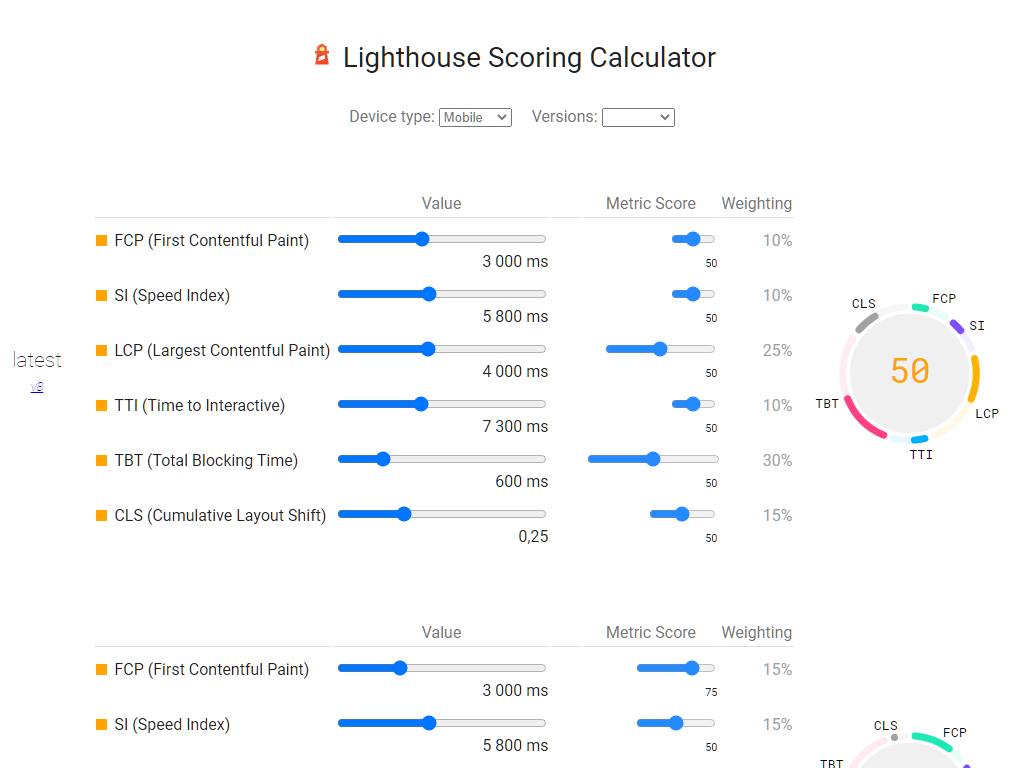 Lighthouse Scoring Calculator
Device type: Mobile Versions:
Value Metric Score Weighting
FCP (First Contentful Paint) 10%
3 000 ms 50
SI (Speed Index) 10%
5 800 ms 50
LCP (Largest Contentful Paint) 25%
4 000 ms 50
TTI (Time to Interactive) 10%
7 300 ms 50
TBT (Total Blocking Time) 30%
600 ms 50
CLS (Cumulative Layout Shift) 15%
0,25 50
latest
v8
CLS FCP
SI
50
TBT
LCP
TTI
Value Metric Score Weighting
FCP (First Contentful Paint) 15%
3 000 ms 75
SI (Speed Index) 15%
5 800 ms 50
CLS FCP
TBT